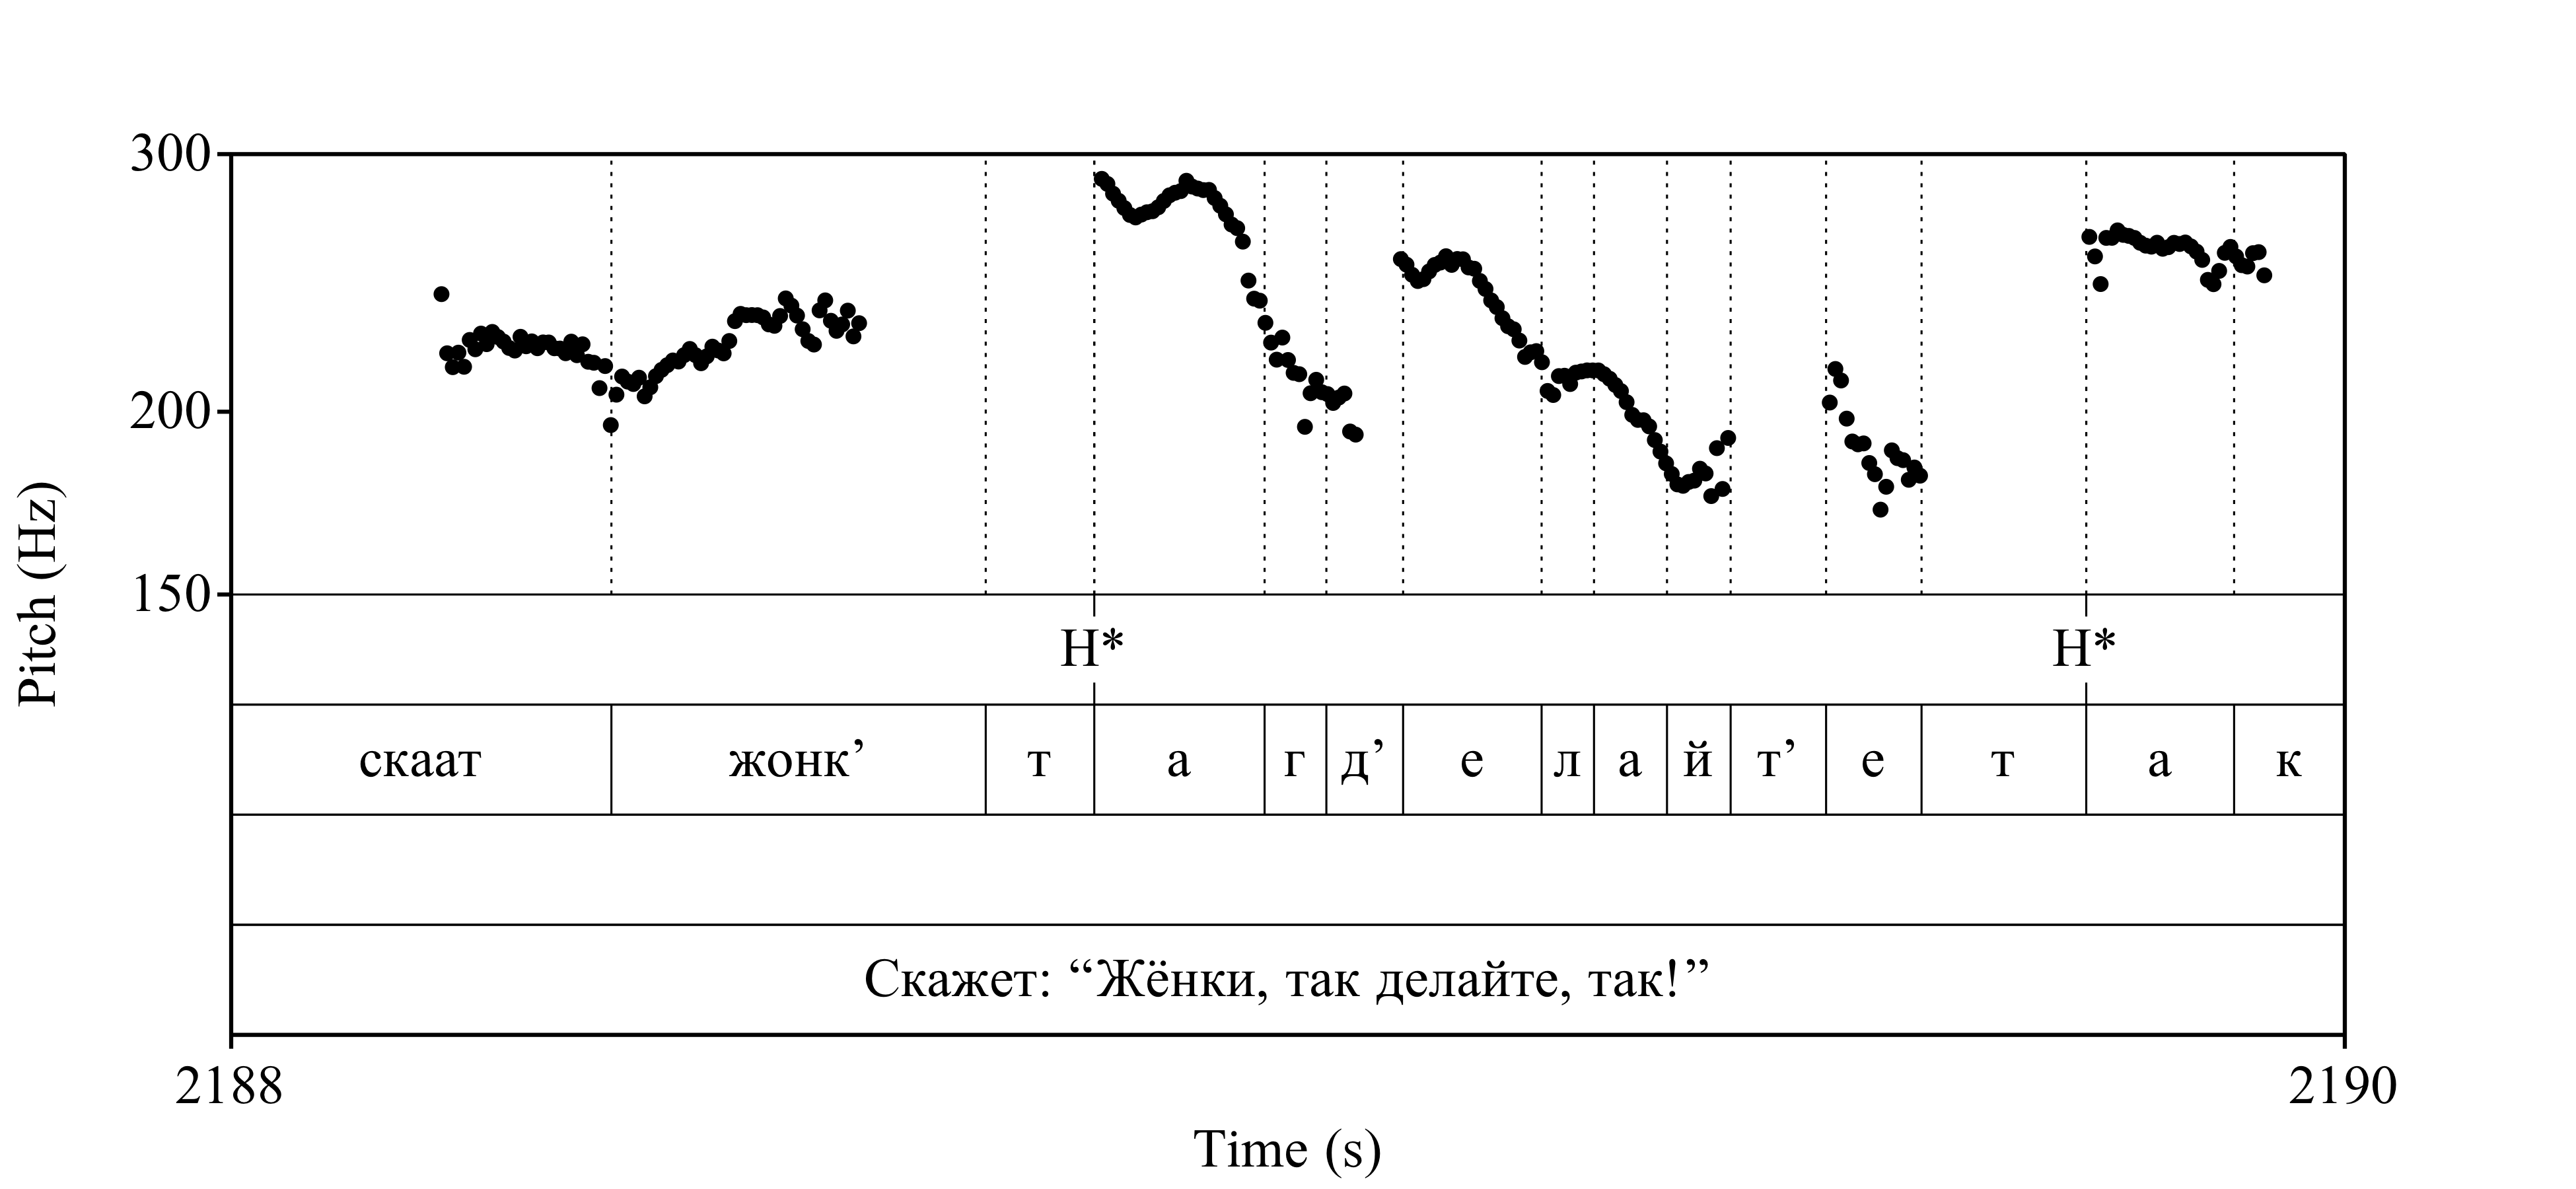 300
200
150
Pitch (Hz)
H* H*
скаат жонк’ т а г д’ е л а й т’ е т а к
Скажет: “Жёнки, так делайте, так!”
2188 2190
Time (s)